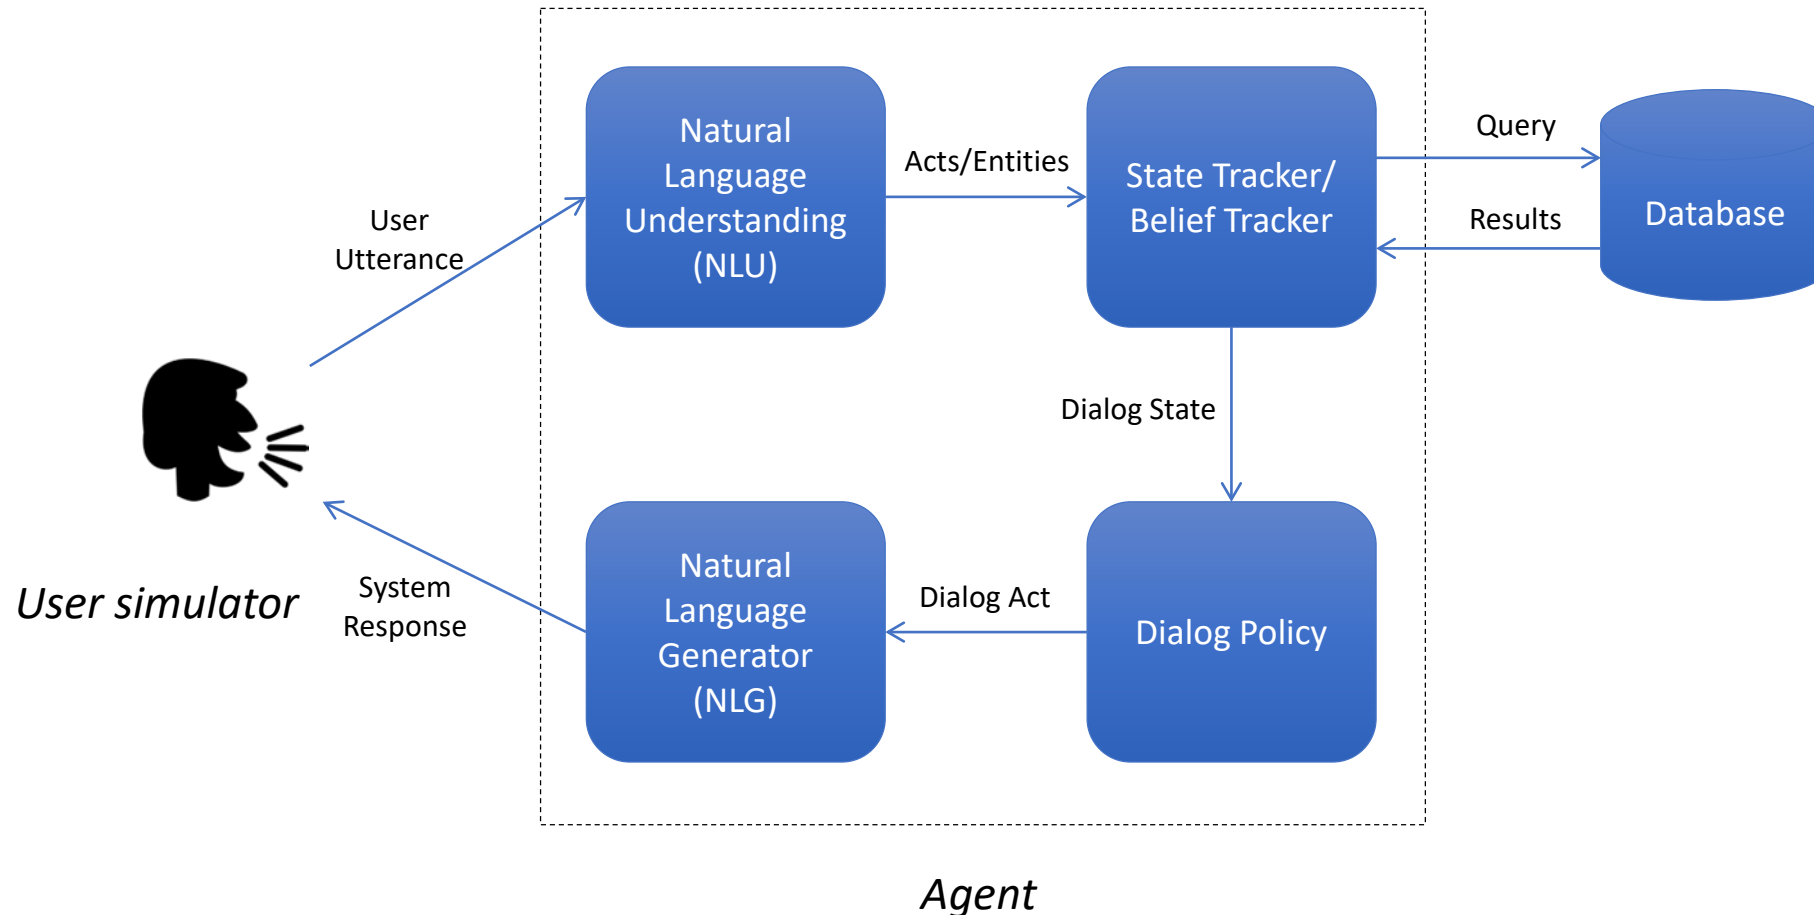 Natural
Language
Understanding
(NLU)
Acts/Entities
State Tracker/
Belief Tracker
Query
Results
Database
User
Utterance
Dialog State
User simulator
System
Response
Natural
Language
Generator
(NLG)
Dialog Act
Dialog Policy
Agent